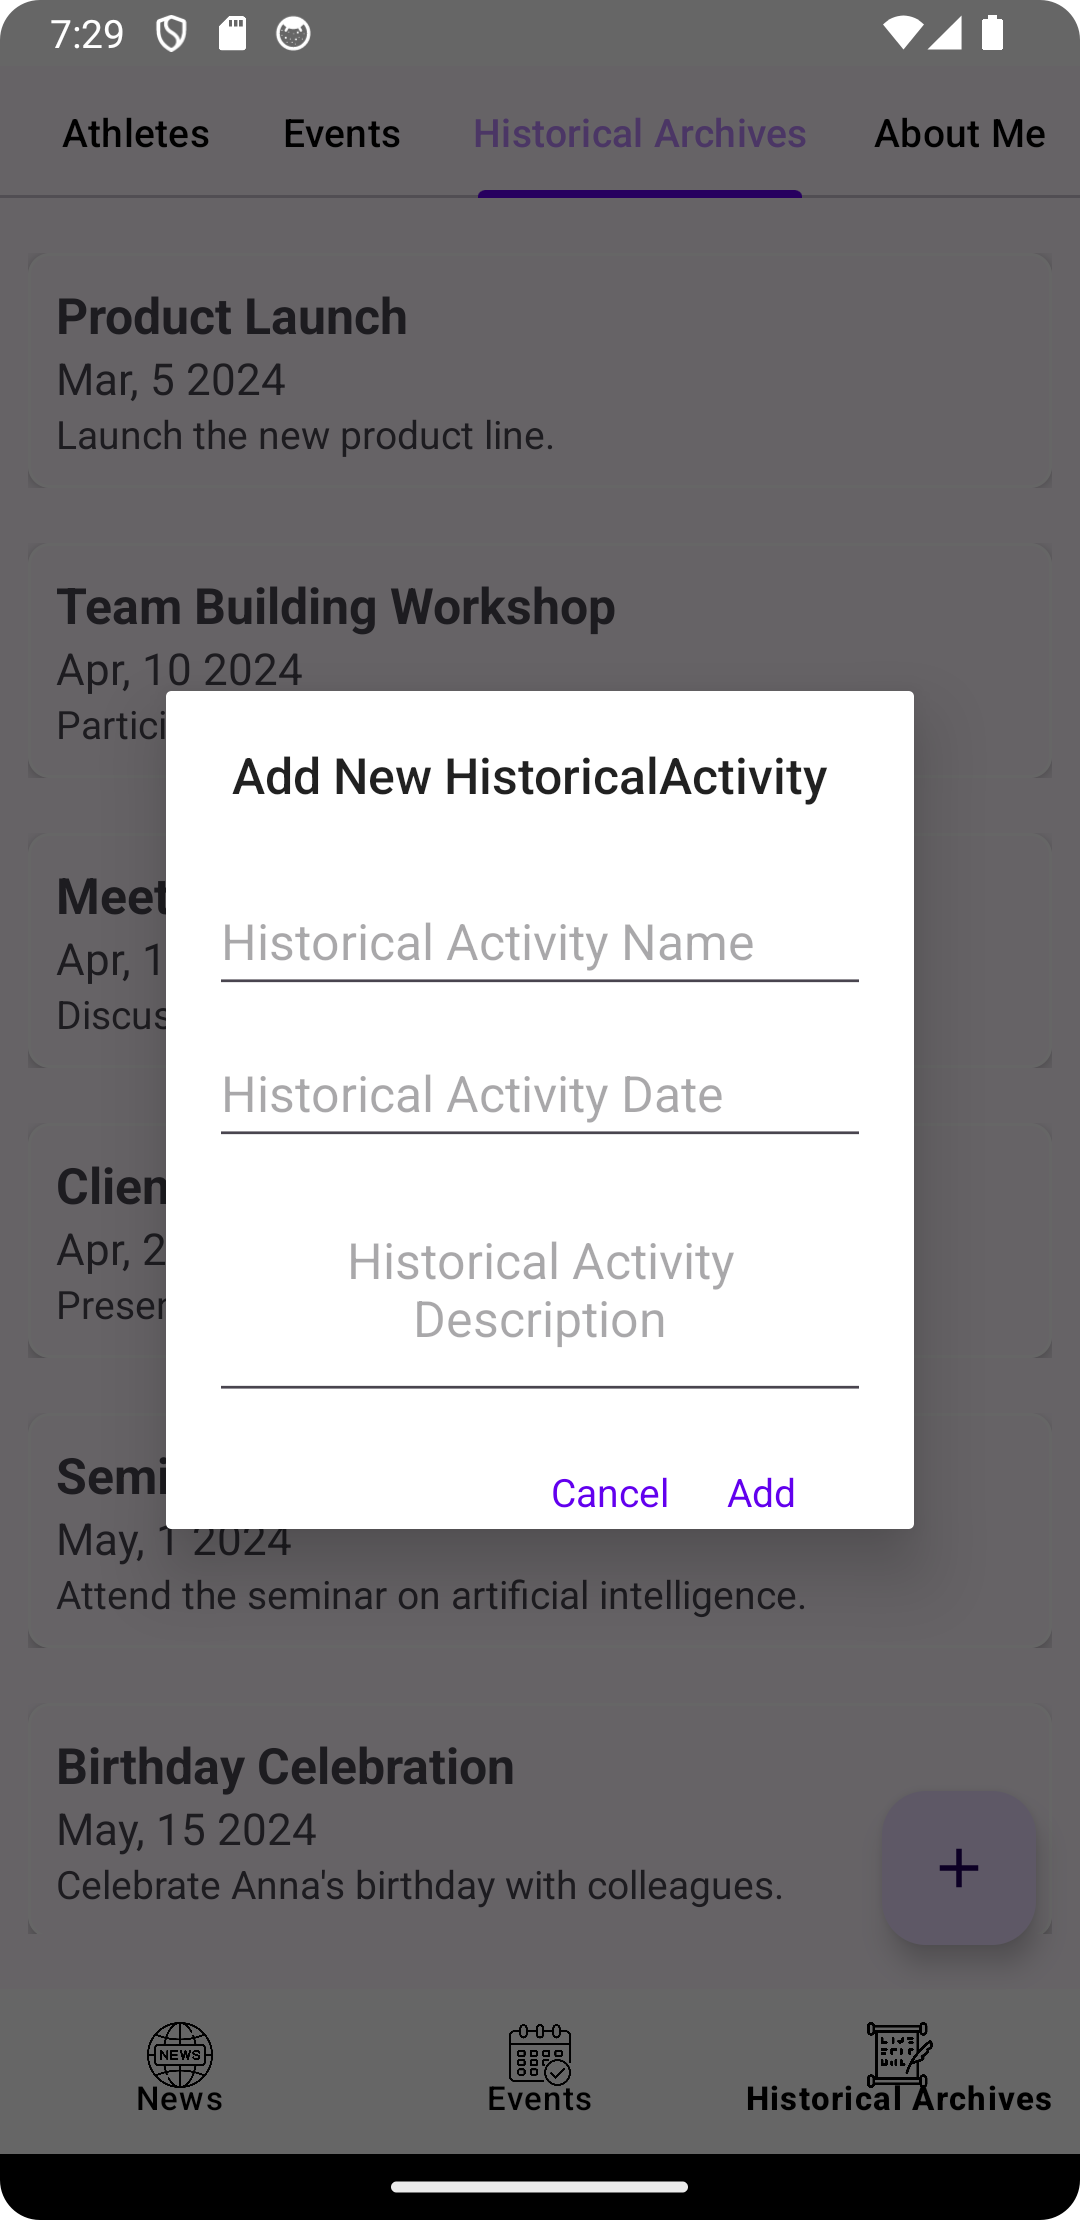 7:29
Athletes Events Historical Archives About Me
Product Launch
Mar, 5 2024
Launch the new product line.
Team Building Workshop
Apr, 10 2024
Partici
Add New HistoricalActivity
Meet
Historical Activity Name
Apr, 1
Discus
Historical Activity Date
Clien
Apr, 2
Historical Activity
Description
Presen
Semi
Cancel Add
May, 1 2024
Attend the seminar on artificial intelligence.
Birthday Celebration
May, 15 2024
Celebrate Anna's birthday with colleagues.
NEWS
News Events Historical Archives